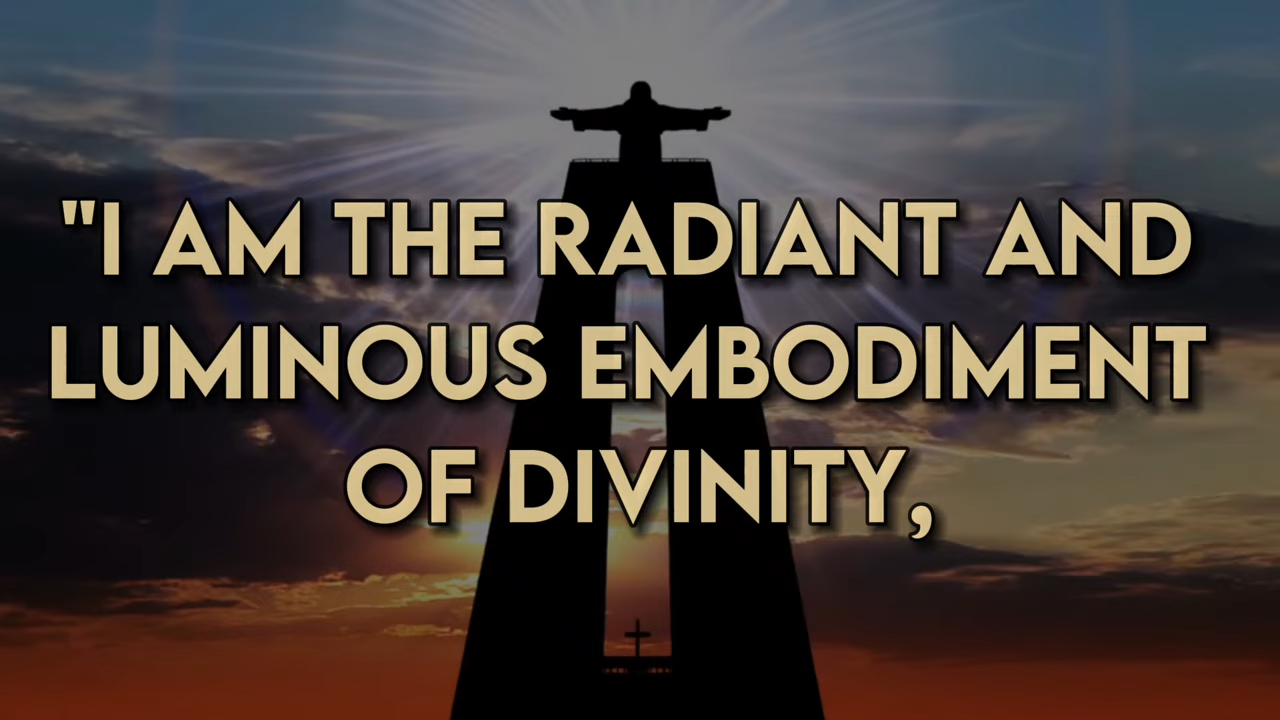 "I AM THE RADIANT AND
LUMINOUS EMBODIMENT
OF DIVINITY,